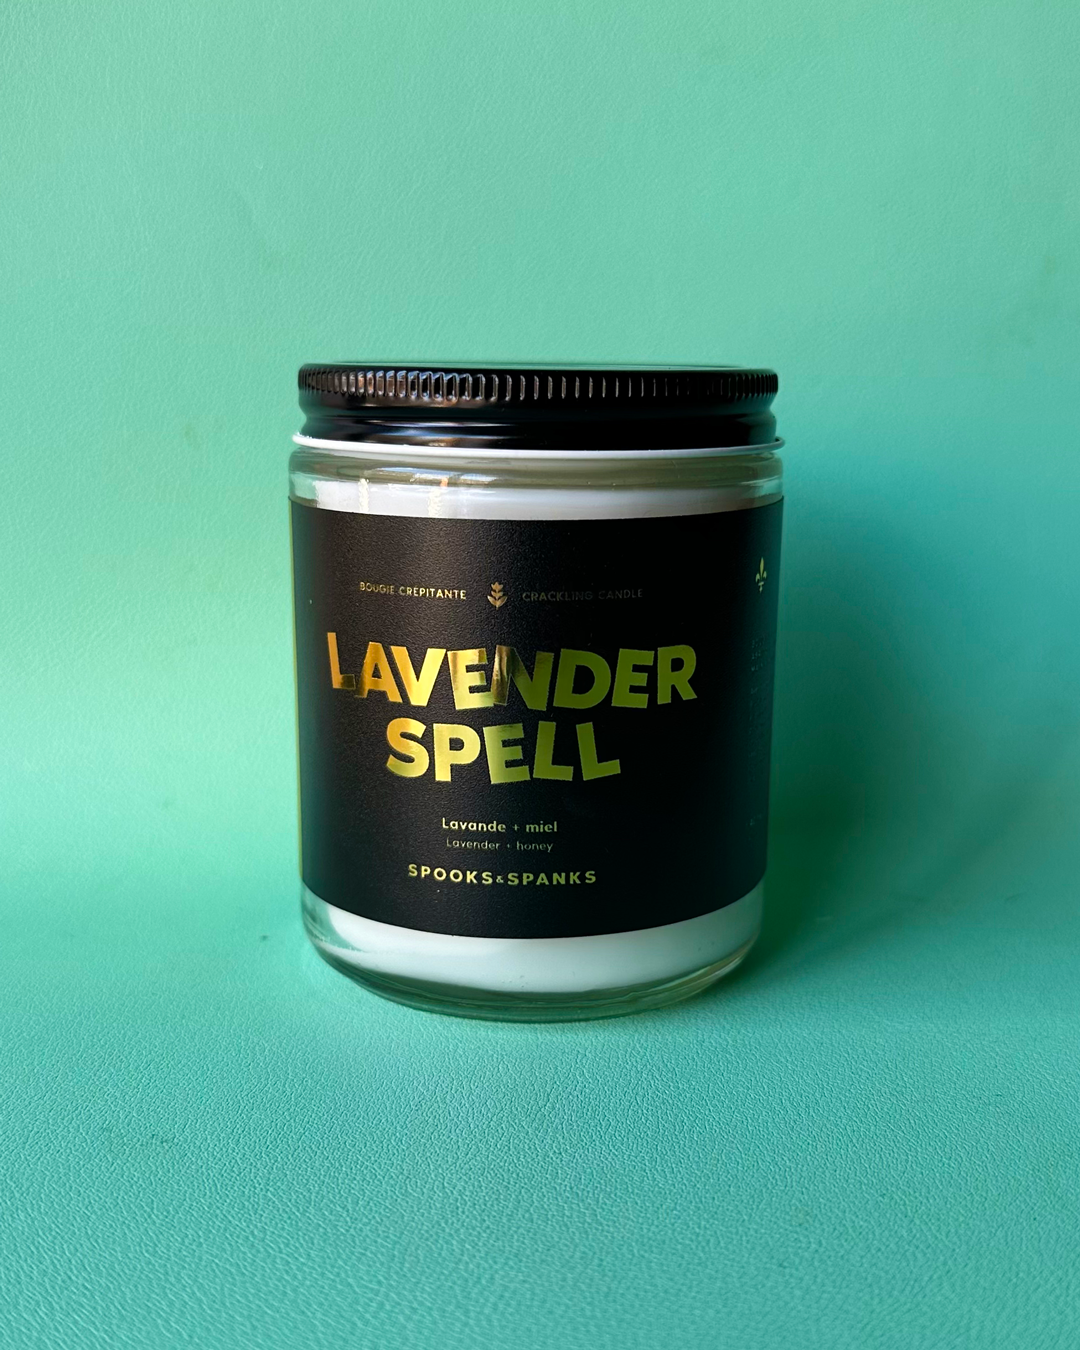 BOUGIE CRÉPITANTE CRACKLING CANDLE
LAVENDER
SPELL
Lavande + miel
Lavender + honey
SPOOKS & SPANKS